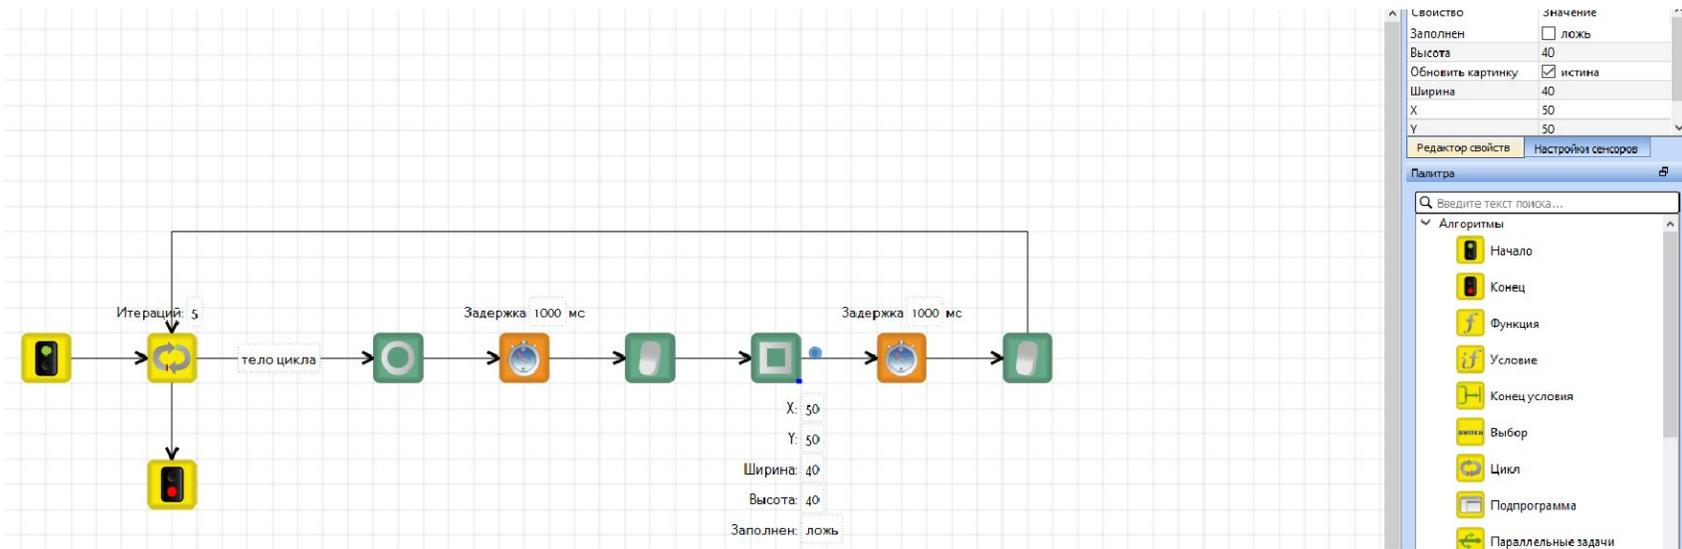 Свойство Значение
Заполнен ложь
Высота 40
Обновить картинку истина
Ширина 40
X 50
Y 50
Редактор свойств Настройки сенсоров
Палитра
Введите текст поиска...
Алгоритмы
Начало
Конец
Функция
Условие
Конец условия
Выбор
SWITCH
Цикл
Подпрограмма
Параллельные задачи
Итераций: 5
Задержка 1000 мс
Задержка 1000 мс
тело цикла
X: 50
Y: 50
Ширина: 40
Высота: 40
Заполнен: ложь